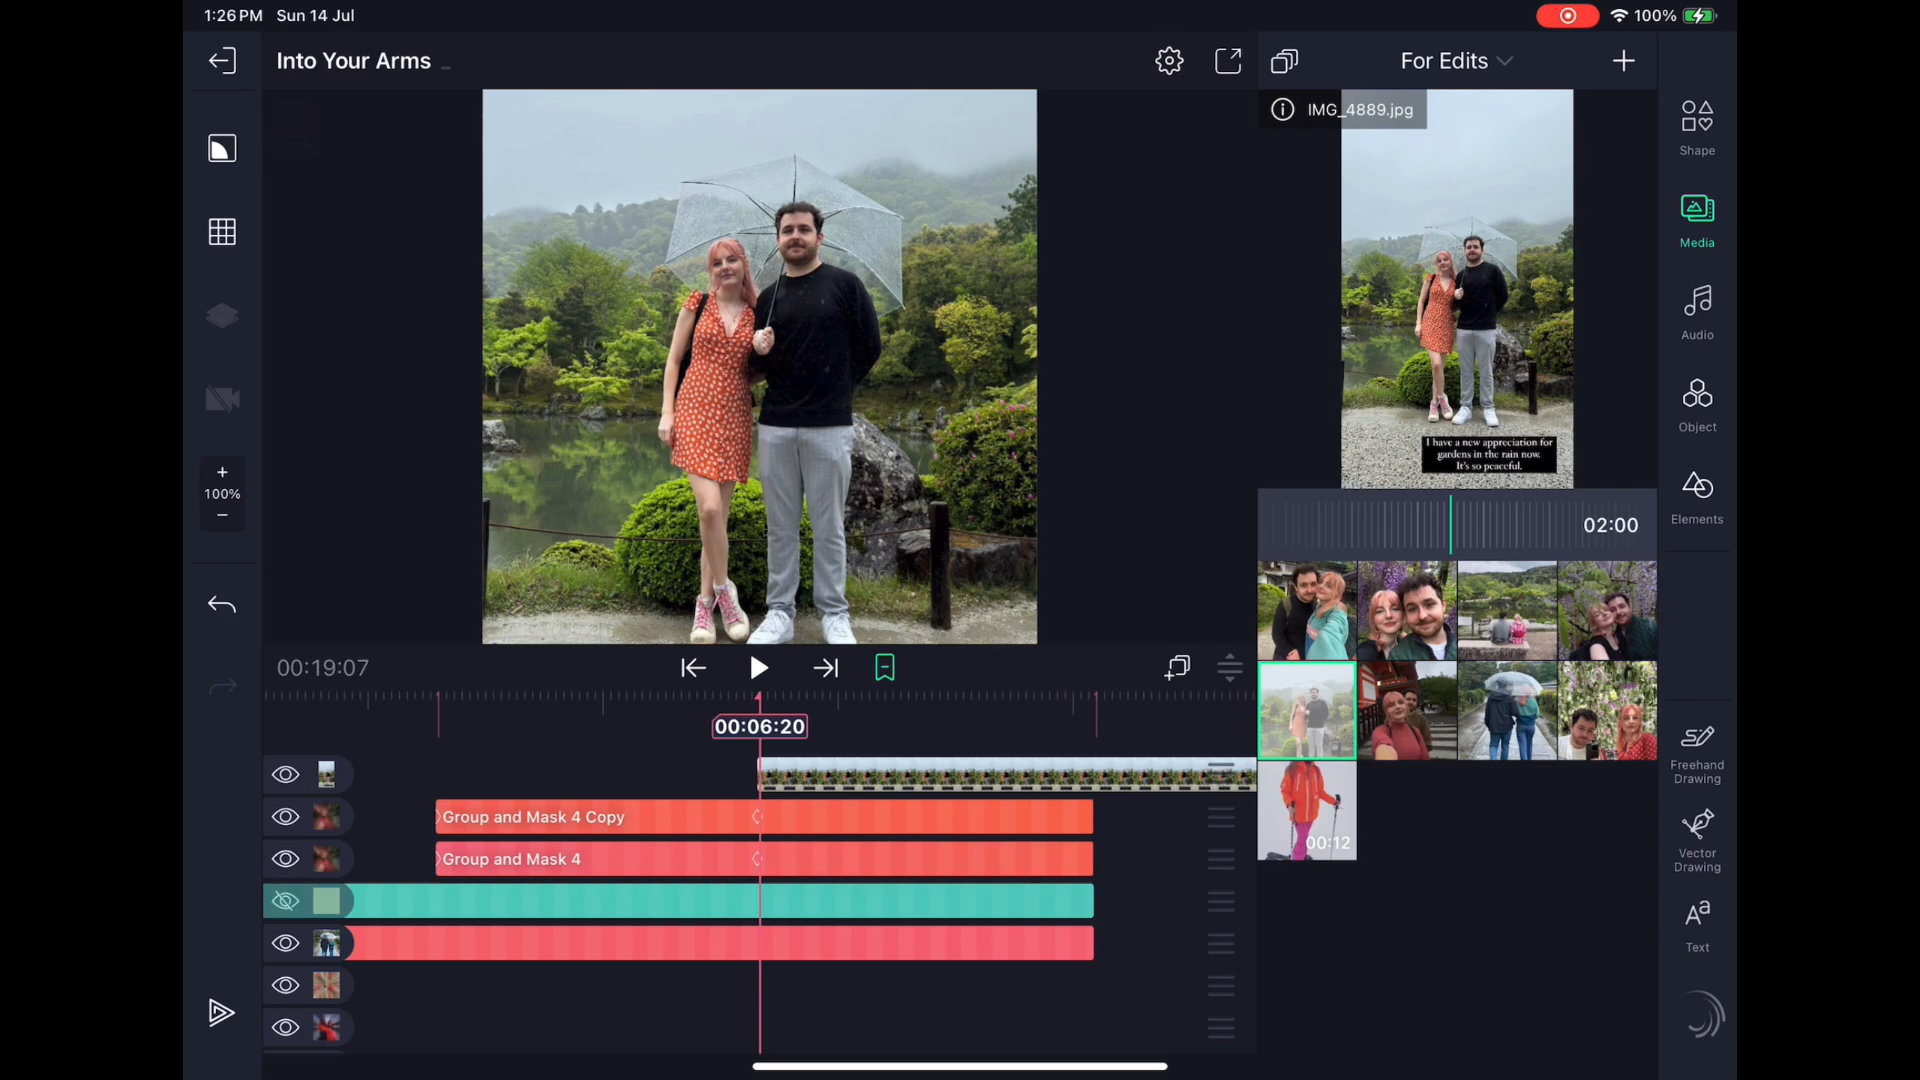 1:26 PM Sun 14 Jul
100%
Into Your Arms
For Edits
IMG_4889.jpg
Shape
Media
Audio
Object
Elements
I have a new appreciation for
gardens in the rain now.
It's so peaceful.
+
100%
−
02:00
00:19:07
00:06:20
Group and Mask 4 Copy
Group and Mask 4
00:12
Freehand
Drawing
Vector
Drawing
Text